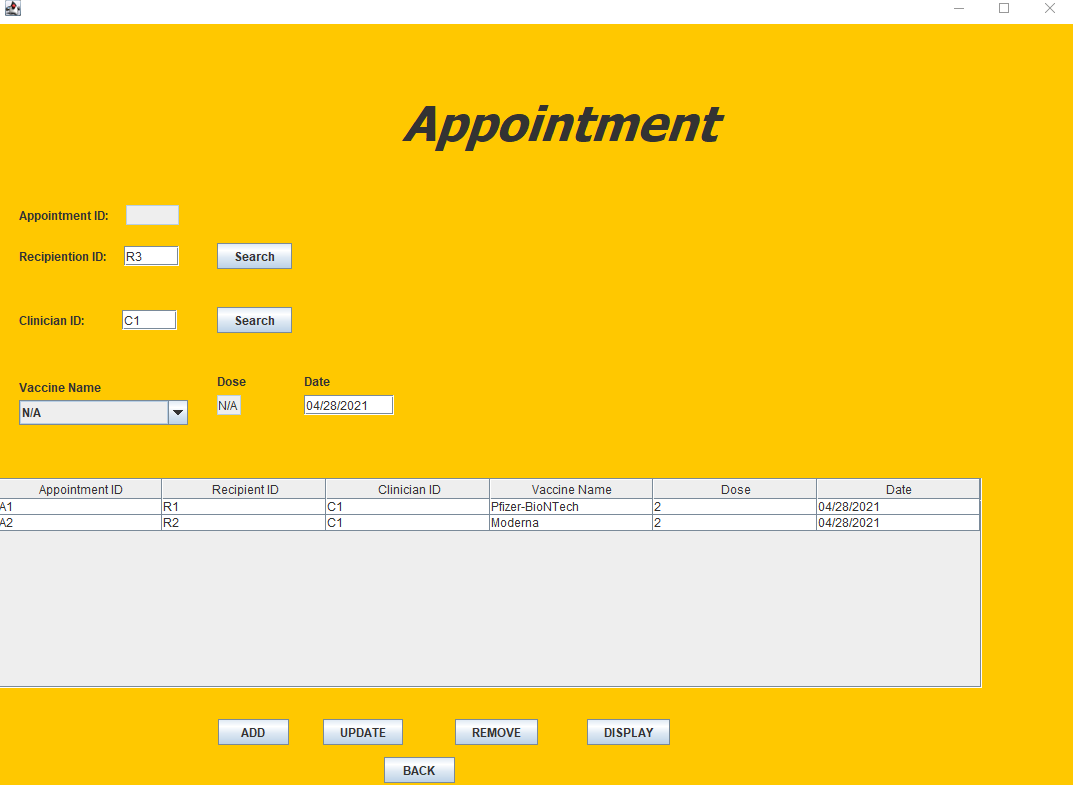 Appointment
Appointment ID:
Recipiention ID: R3 Search
Clinician ID: C1 Search
Vaccine Name Dose Date
N/A N/A 04/28/2021
Appointment ID Recipient ID Clinician ID Vaccine Name Dose Date
A1 R1 C1 Pfizer-BioNTech 2 04/28/2021
A2 R2 C1 Moderna 2 04/28/2021
ADD UPDATE REMOVE DISPLAY
BACK